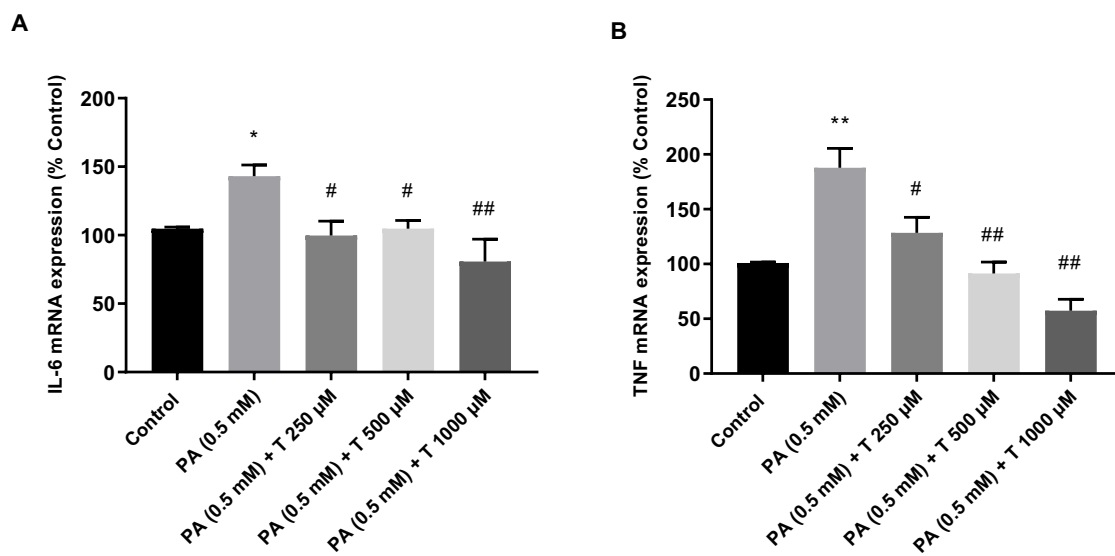 A
IL-6 mRNA expression (% Control)
200
150
100
50
0
*
#
#
##
Control
PA (0.5 mM)
PA (0.5 mM) + T 250 µM
PA (0.5 mM) + T 500 µM
PA (0.5 mM) + T 1000 µM
B
TNF mRNA expression (% Control)
250
200
150
100
50
0
**
#
##
##
Control
PA (0.5 mM)
PA (0.5 mM) + T 250 µM
PA (0.5 mM) + T 500 µM
PA (0.5 mM) + T 1000 µM